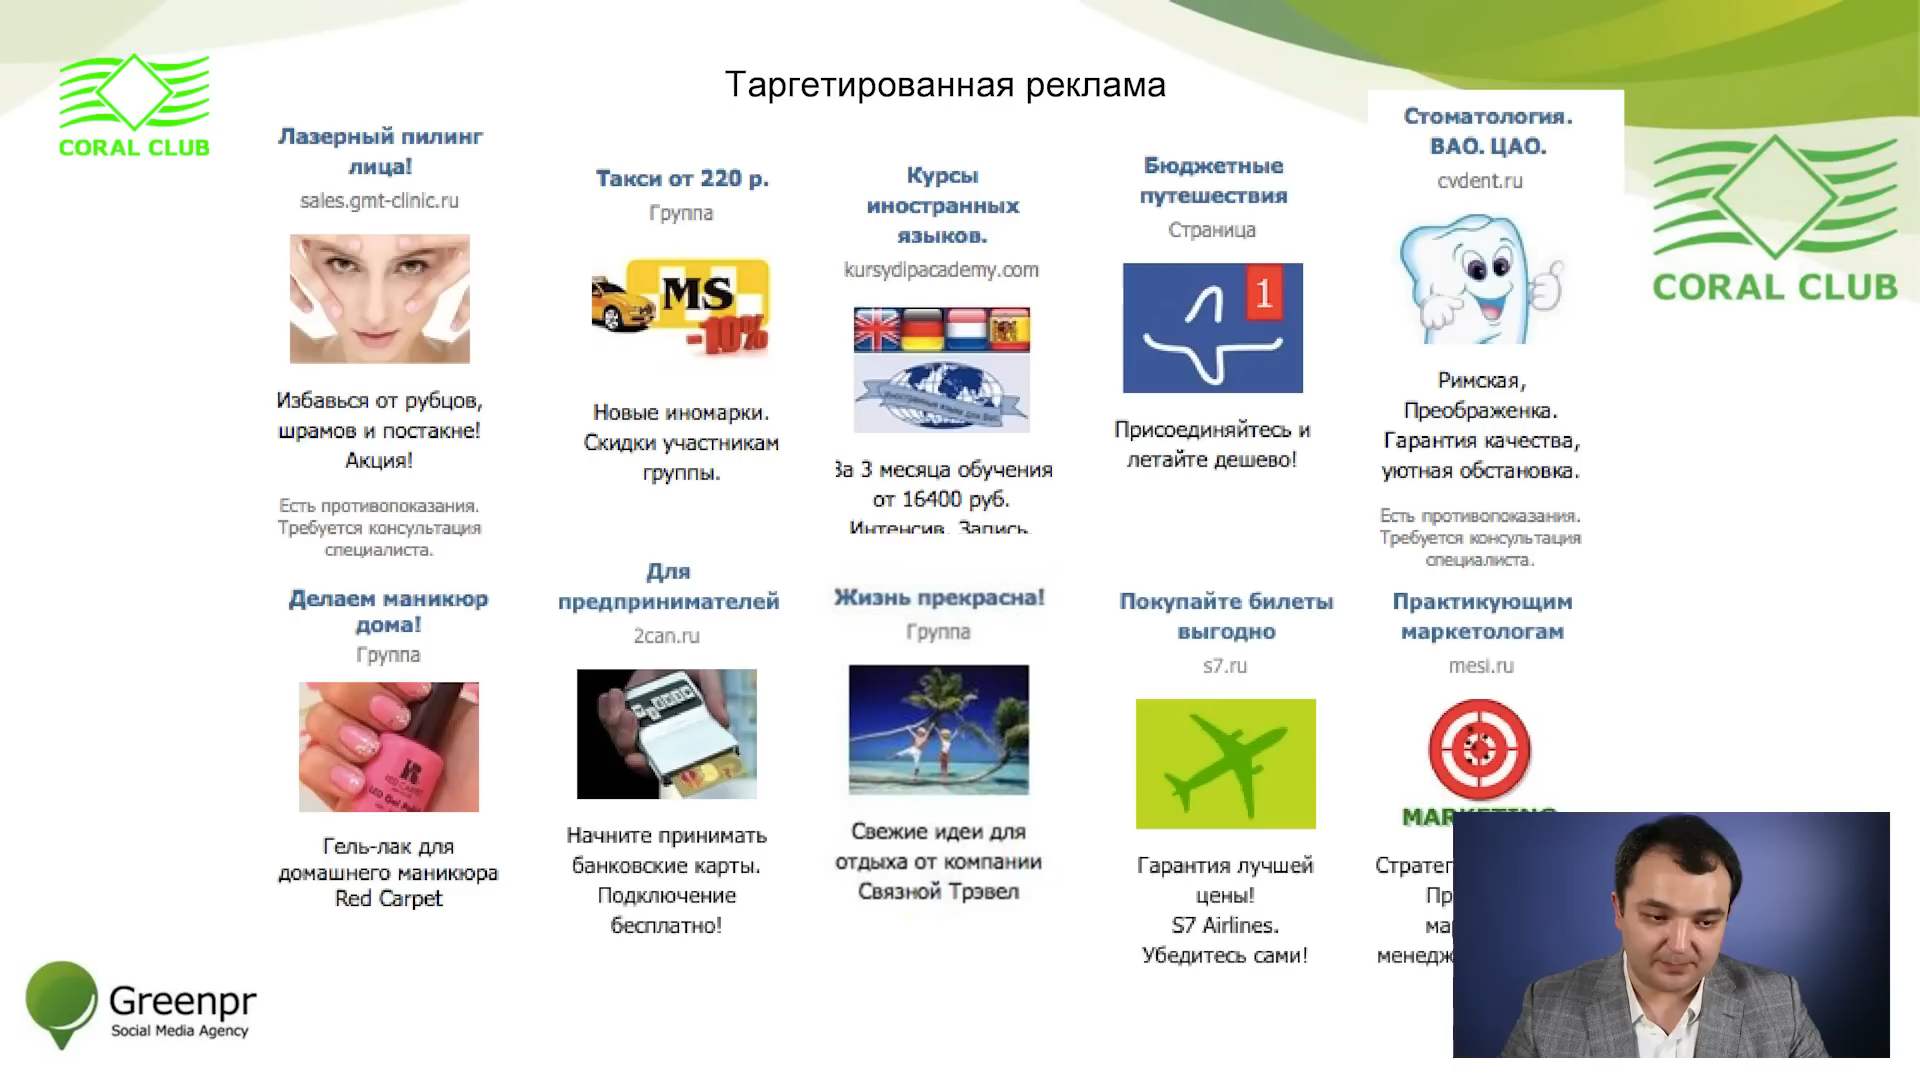 Таргетированная реклама
CORAL CLUB
CORAL CLUB
Лазерный пилинг
лица!
sales.gmt-clinic.ru
Избавься от рубцов,
шрамов и постакне!
Акция!
Есть противопоказания.
Требуется консультация
специалиста.
Такси от 220 р.
Группа
MS
-10%
Новые иномарки.
Скидки участникам
группы.
Курсы
иностранных
языков.
kursydipacademy.com
За 3 месяца обучения
от 16400 руб.
Интенсив. Запись.
Бюджетные
путешествия
Страница
1
Присоединяйтесь и
летайте дешево!
Стоматология.
ВАО. ЦАО.
cvdent.ru
Римская,
Преображенка.
Гарантия качества,
уютная обстановка.
Есть противопоказания.
Требуется консультация
специалиста.
Делаем маникюр
дома!
Группа
Гель-лак для
домашнего маникюра
Red Carpet
Для
предпринимателей
2can.ru
Начните принимать
банковские карты.
Подключение
бесплатно!
Жизнь прекрасна!
Группа
Свежие идеи для
отдыха от компании
Связной Трэвел
Покупайте билеты
выгодно
s7.ru
Гарантия лучшей
цены!
S7 Airlines.
Убедитесь сами!
Практикующим
маркетологам
mesi.ru
MARKETING
Greenpr
Social Media Agency